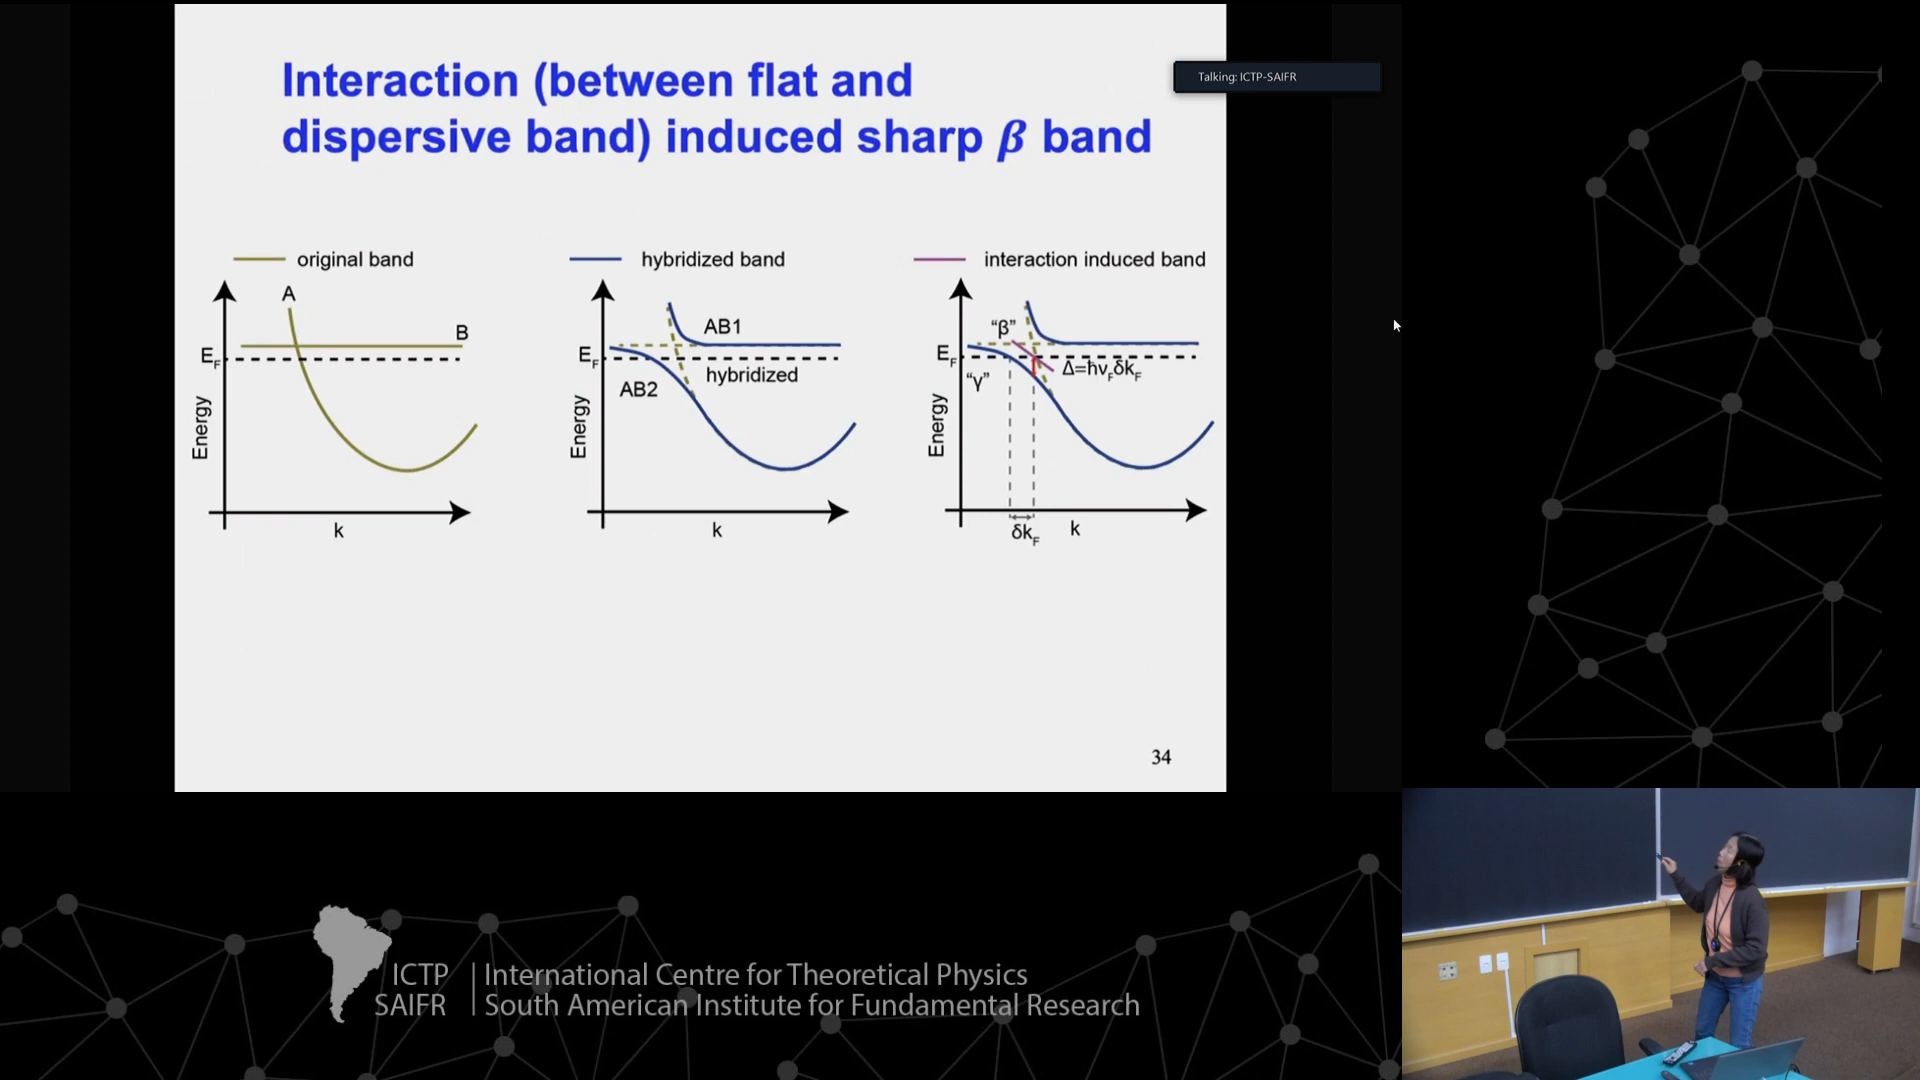 Interaction (between flat and
dispersive band) induced sharp β band
Talking: ICTP-SAIFR
original band
A
B
E_F
Energy
k
hybridized band
AB1
E_F
hybridized
AB2
Energy
k
interaction induced band
“β”
E_F
Δ=ħν_Fδk_F
“γ”
Energy
δk_F
k
34
ICTP
SAIFR
International Centre for Theoretical Physics
South American Institute for Fundamental Research